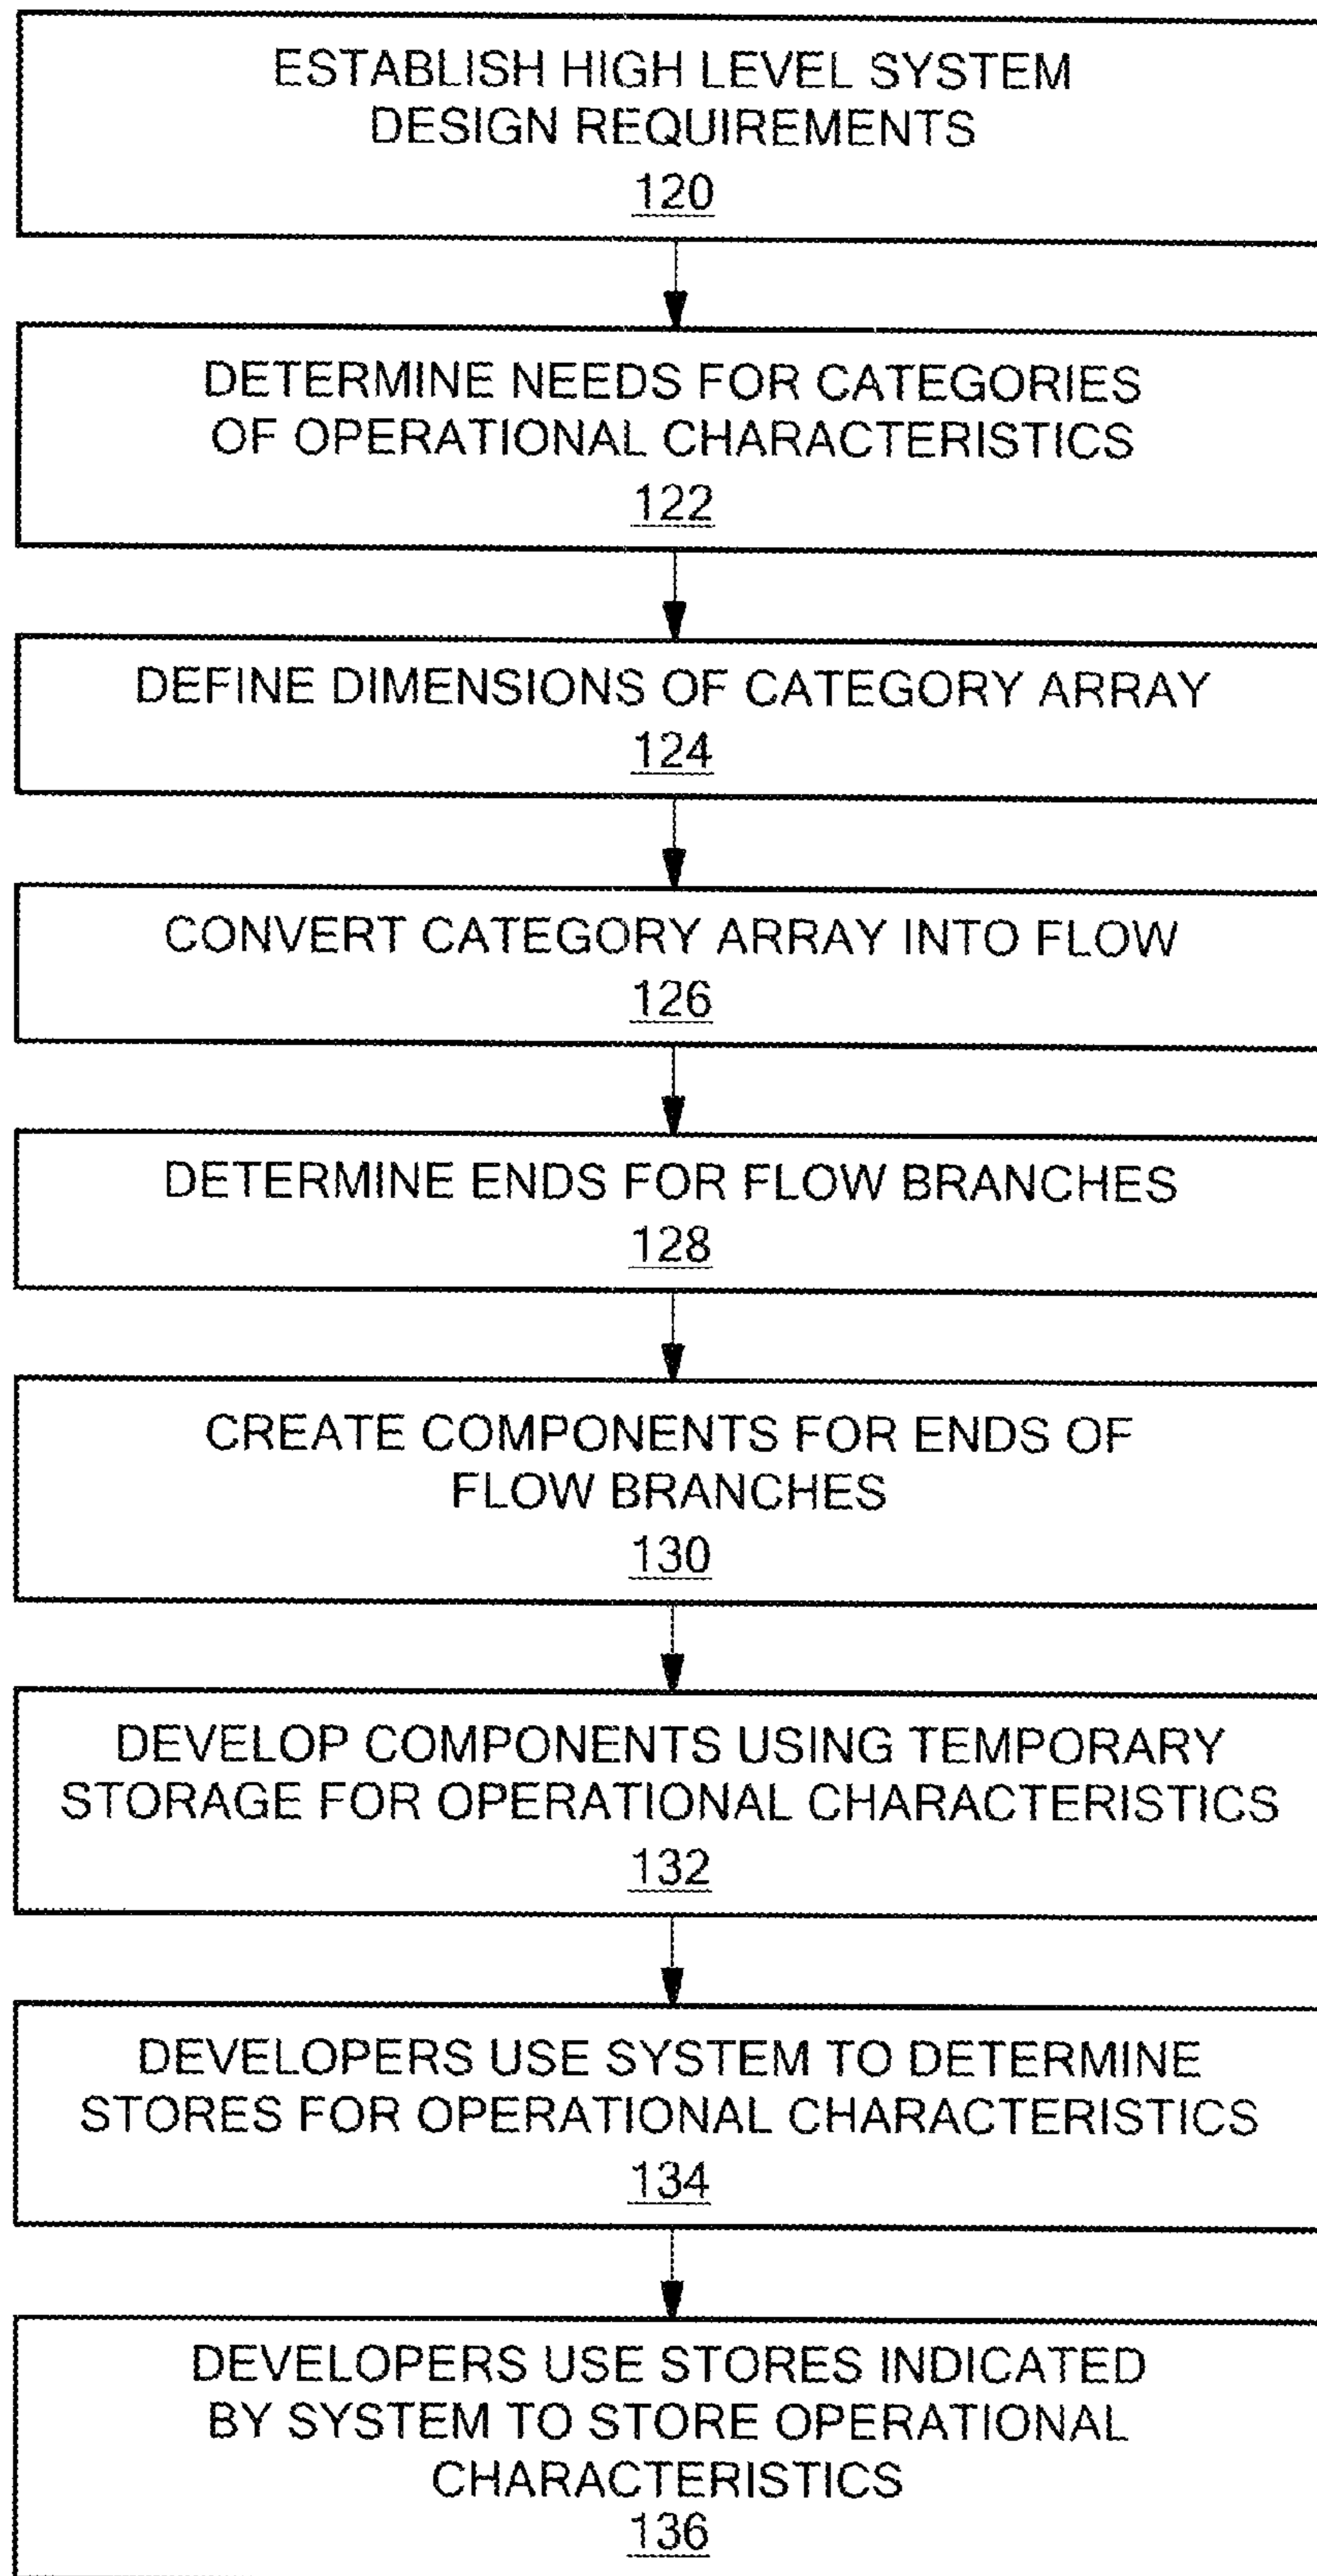 ESTABLISH HIGH LEVEL SYSTEM
DESIGN REQUIREMENTS
120
DETERMINE NEEDS FOR CATEGORIES
OF OPERATIONAL CHARACTERISTICS
122
DEFINE DIMENSIONS OF CATEGORY ARRAY
124
CONVERT CATEGORY ARRAY INTO FLOW
126
DETERMINE ENDS FOR FLOW BRANCHES
128
CREATE COMPONENTS FOR ENDS OF
FLOW BRANCHES
130
DEVELOP COMPONENTS USING TEMPORARY
STORAGE FOR OPERATIONAL CHARACTERISTICS
132
DEVELOPERS USE SYSTEM TO DETERMINE
STORES FOR OPERATIONAL CHARACTERISTICS
134
DEVELOPERS USE STORES INDICATED
BY SYSTEM TO STORE OPERATIONAL
CHARACTERISTICS
136